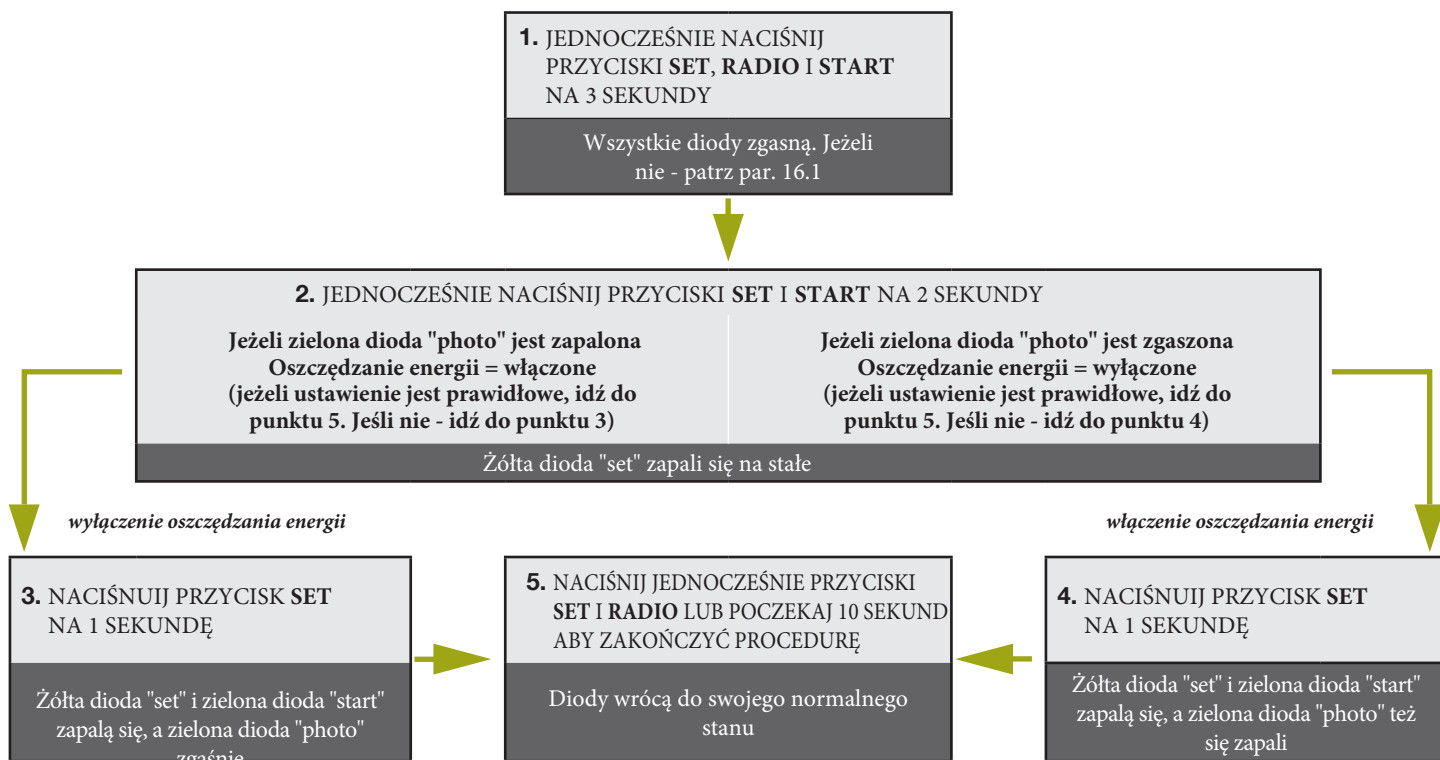 1. JEDNOCZEŚNIE NACIŚNIJ
PRZYCISKI SET, RADIO I START
NA 3 SEKUNDY
Wszystkie diody zgasną. Jeżeli
nie - patrz par. 16.1
2. JEDNOCZEŚNIE NACIŚNIJ PRZYCISKI SET I START NA 2 SEKUNDY
Jeżeli zielona dioda "photo" jest zapalona
Oszczędzanie energii = włączone
(jeżeli ustawienie jest prawidłowe, idź do
punktu 5. Jeśli nie - idź do punktu 3)
Jeżeli zielona dioda "photo" jest zgaszona
Oszczędzanie energii = wyłączone
(jeżeli ustawienie jest prawidłowe, idź do
punktu 5. Jeśli nie - idź do punktu 4)
Żółta dioda "set" zapali się na stałe
wyłączenie oszczędzania energii
włączenie oszczędzania energii
3. NACIŚNUIJ PRZYCISK SET
NA 1 SEKUNDĘ
Żółta dioda "set" i zielona dioda "start"
zapalą się, a zielona dioda "photo"
zgaśnie
5. NACIŚNIJ JEDNOCZEŚNIE PRZYCISKI
SET I RADIO LUB POCZEKAJ 10 SEKUND
ABY ZAKOŃCZYĆ PROCEDURĘ
Diody wrócą do swojego normalnego
stanu
4. NACIŚNUIJ PRZYCISK SET
NA 1 SEKUNDĘ
Żółta dioda "set" i zielona dioda "start"
zapalą się, a zielona dioda "photo" też
się zapali